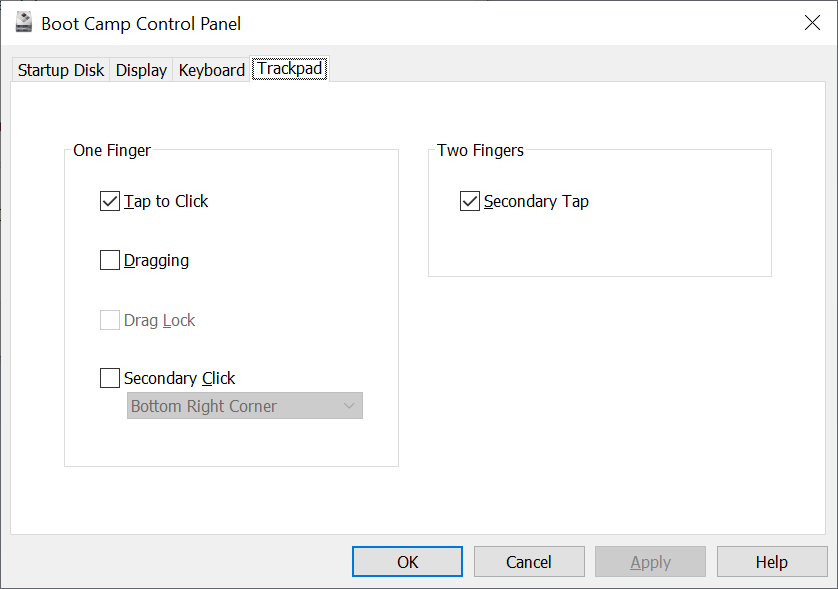 Boot Camp Control Panel
Startup Disk Display Keyboard Trackpad
One Finger
Tap to Click
Dragging
Drag Lock
Secondary Click
Bottom Right Corner
Two Fingers
Secondary Tap
OK Cancel Apply Help